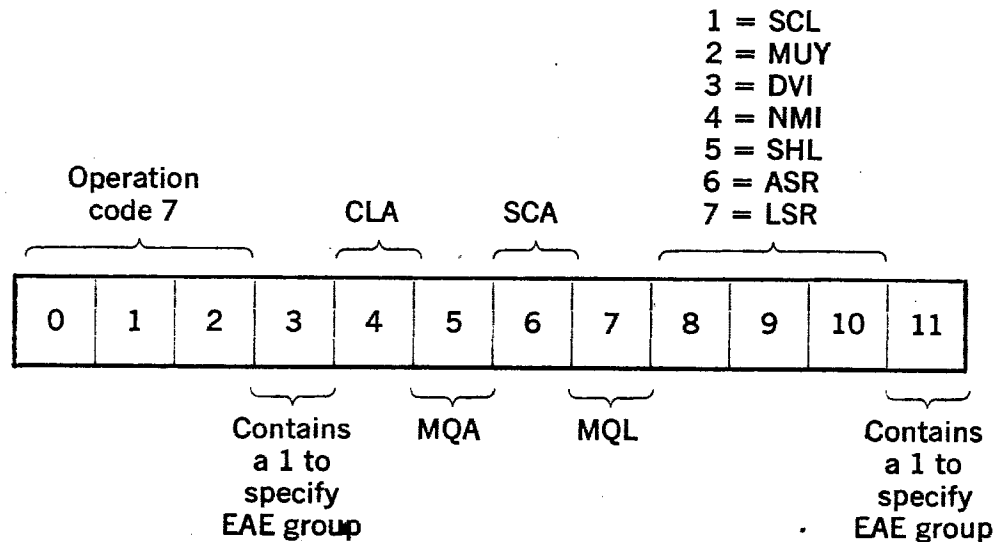 1 = SCL
2 = MUY
3 = DVI
4 = NMI
5 = SHL
6 = ASR
7 = LSR
Operation
code 7
CLA
SCA
0 1 2 3 4 5 6 7 8 9 10 11
Contains
a 1 to
specify
EAE group
MQA
MQL
Contains
a 1 to
specify
EAE group